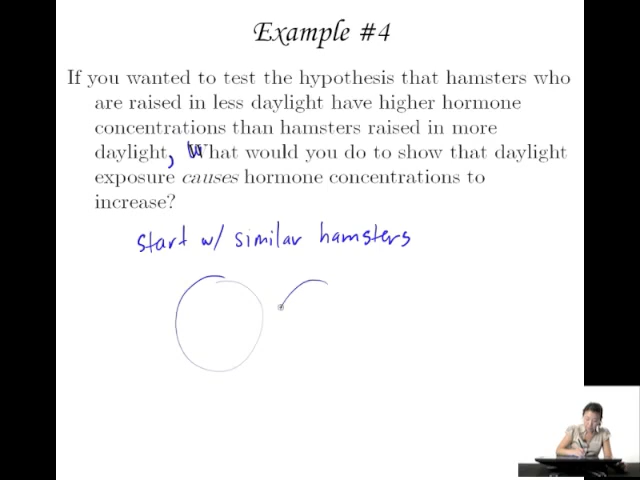 Example #4
If you wanted to test the hypothesis that hamsters who
are raised in less daylight have higher hormone
concentrations than hamsters raised in more
daylight, What would you do to show that daylight
exposure causes hormone concentrations to
increase?
start w/ similar hamsters